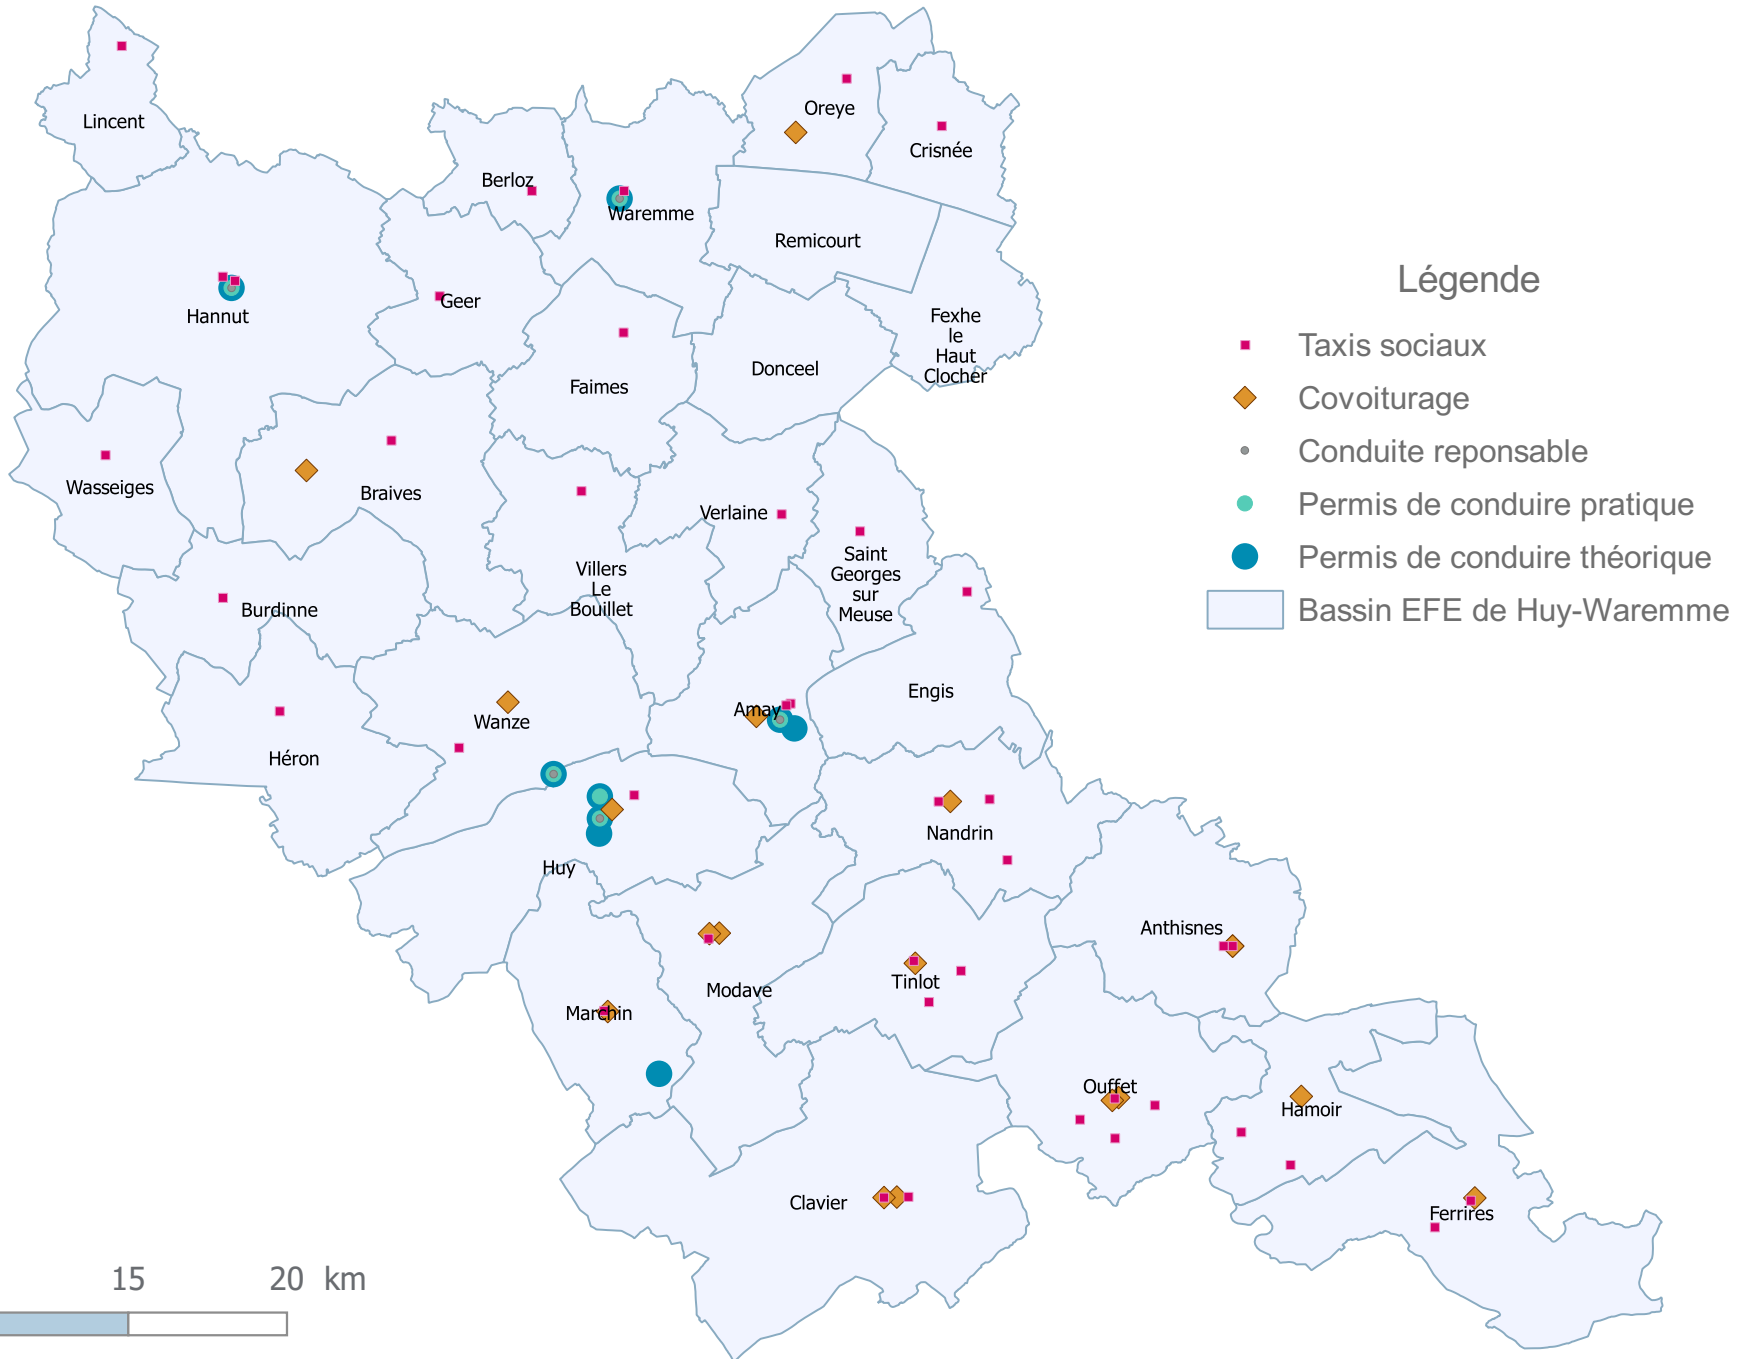 Lincent
Oreye
Crisnée
Berloz
Waremme
Remicourt
Hannut
Geer
Fexhe
le
Haut
Clocher
Faimes
Donceel
Wasseiges
Braives
Verlaine
Saint
Georges
sur
Meuse
Villers
Le
Bouillet
Burdinne
Engis
Amay
Wanze
Héron
Nandrin
Huy
Anthisnes
Modave
Tinlot
Marchin
Ouffet
Hamoir
Clavier
Ferrires
Légende
Taxis sociaux
Covoiturage
Conduite reponsable
Permis de conduire pratique
Permis de conduire théorique
Bassin EFE de Huy-Waremme
15 20 km